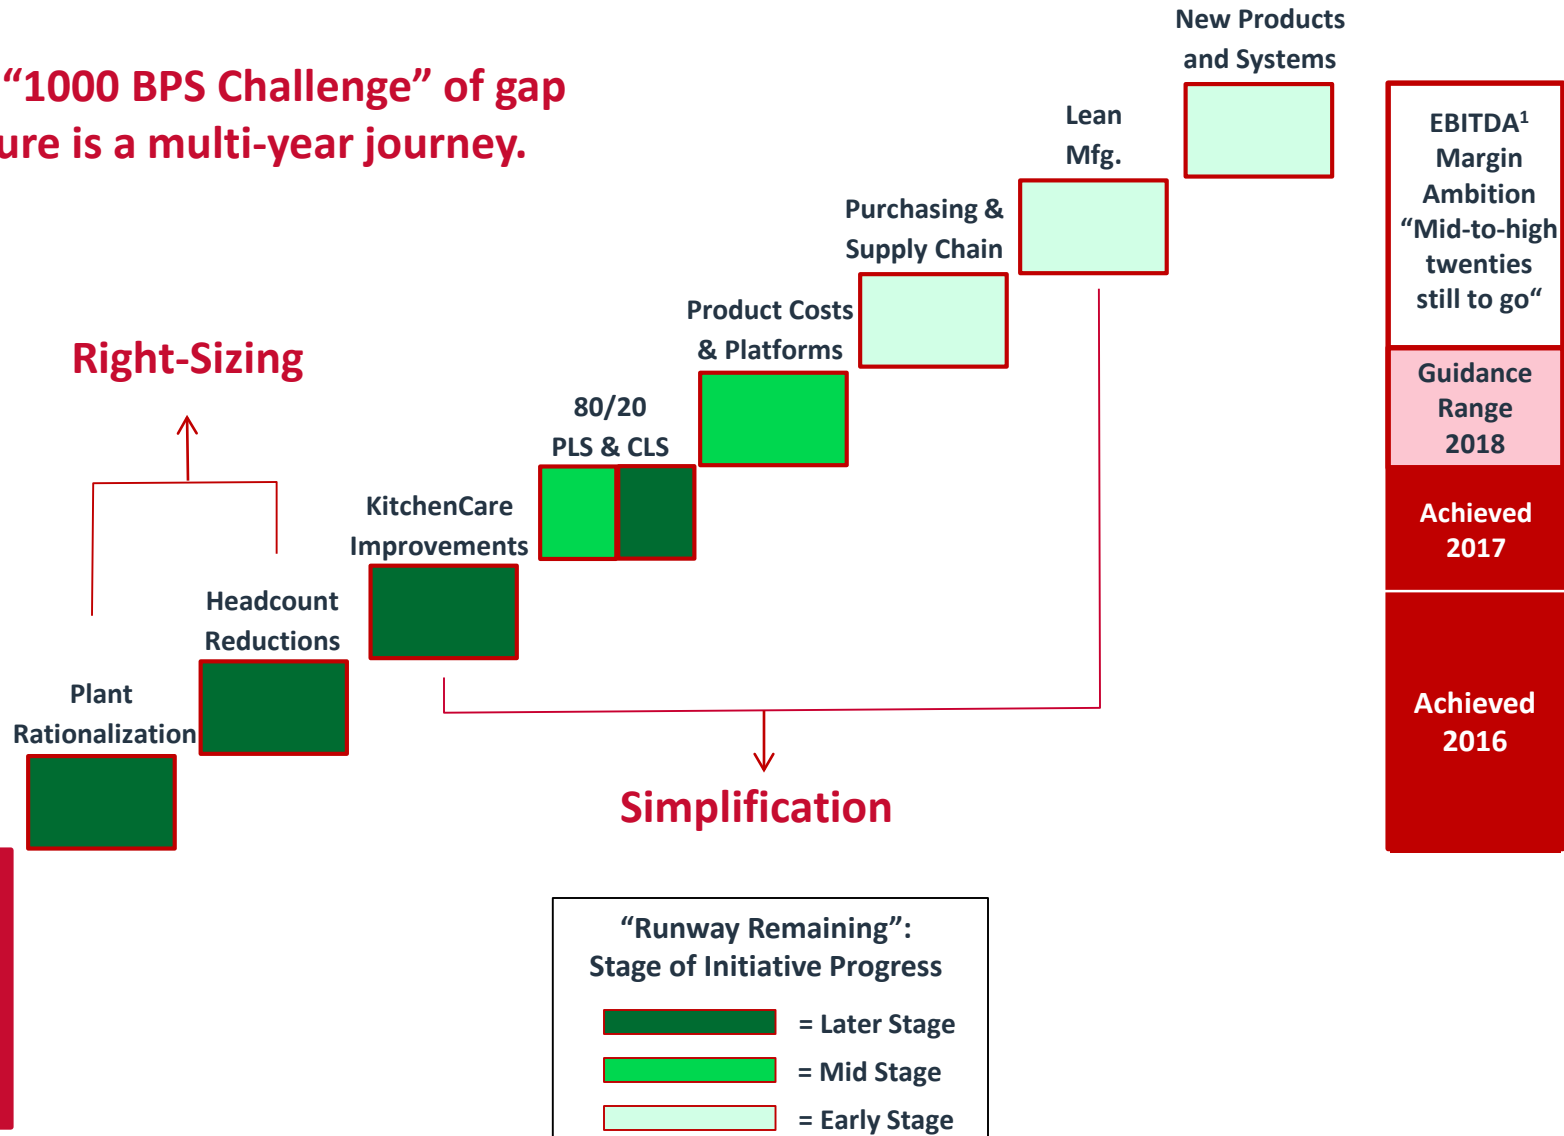 “1000 BPS Challenge” of gap
ure is a multi-year journey.
New Products
and Systems
Lean
Mfg.
Purchasing &
Supply Chain
Product Costs
& Platforms
80/20
PLS & CLS
KitchenCare
Improvements
Headcount
Reductions
Plant
Rationalization
Right-Sizing
Simplification
EBITDA¹
Margin
Ambition
“Mid-to-high
twenties
still to go“
Guidance
Range
2018
Achieved
2017
Achieved
2016
“Runway Remaining”:
Stage of Initiative Progress
= Later Stage
= Mid Stage
= Early Stage